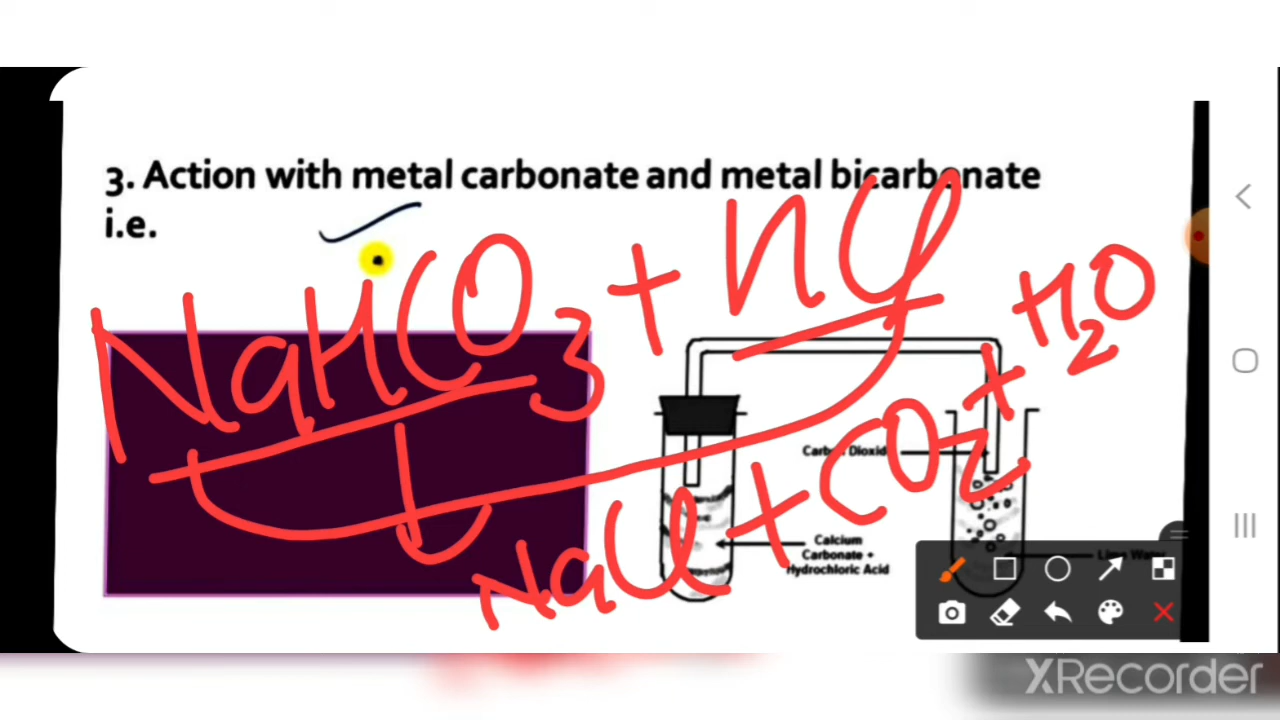 3. Action with metal carbonate and metal bicarbonate
i.e.
NaHCO3 + HCl
NaCl + CO2 + H2O
Carbon Dioxide
Calcium
Carbonate +
Hydrochloric Acid
Lime Water
XRecorder